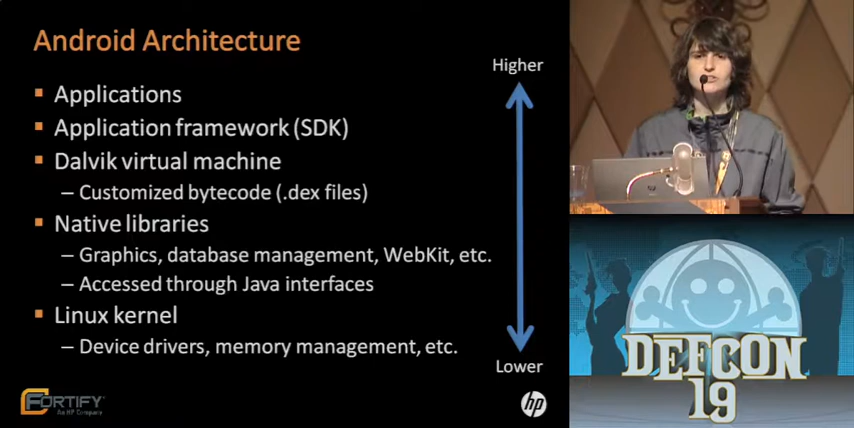 Android Architecture
Higher
▪ Applications
▪ Application framework (SDK)
▪ Dalvik virtual machine
– Customized bytecode (.dex files)
▪ Native libraries
– Graphics, database management, WebKit, etc.
– Accessed through Java interfaces
▪ Linux kernel
– Device drivers, memory management, etc.
Lower
FORTIFY
An HP Company
hp
DEFCON
19